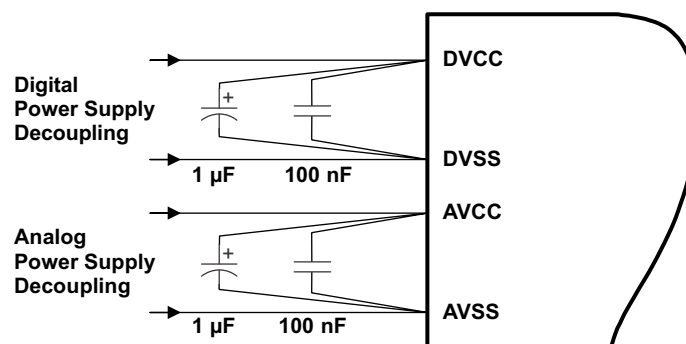 DVCC
Digital
Power Supply
Decoupling
+
DVSS
1 µF 100 nF
AVCC
Analog
Power Supply
Decoupling
+
AVSS
1 µF 100 nF